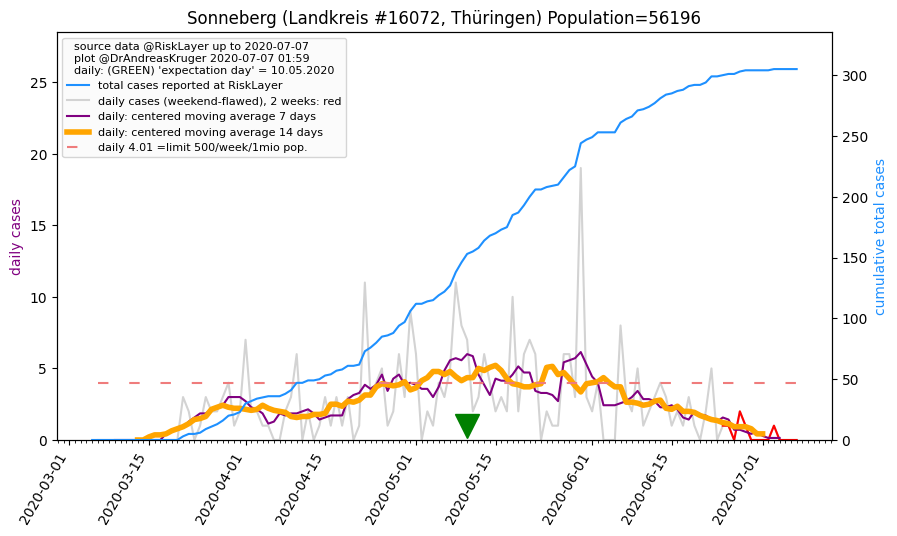 Sonneberg (Landkreis #16072, Thüringen) Population=56196
source data @RiskLayer up to 2020-07-07
plot @DrAndreasKruger 2020-07-07 01:59
daily: (GREEN) 'expectation day' = 10.05.2020
total cases reported at RiskLayer
daily cases (weekend-flawed), 2 weeks: red
daily: centered moving average 7 days
daily: centered moving average 14 days
daily 4.01 =limit 500/week/1mio pop.
daily cases
25
20
15
10
5
0
cumulative total cases
300
250
200
150
100
50
0
2020-03-01
2020-03-15
2020-04-01
2020-04-15
2020-05-01
2020-05-15
2020-06-01
2020-06-15
2020-07-01